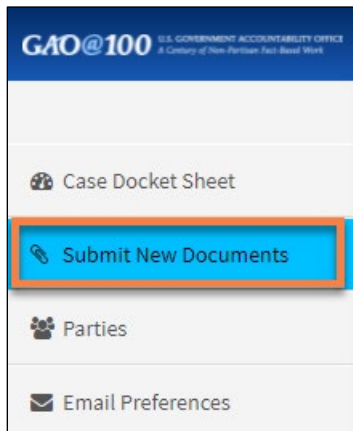 GAO@100 U.S. GOVERNMENT ACCOUNTABILITY OFFICE
A Century of Non-Partisan Fact-Based Work
Case Docket Sheet
Submit New Documents
Parties
Email Preferences